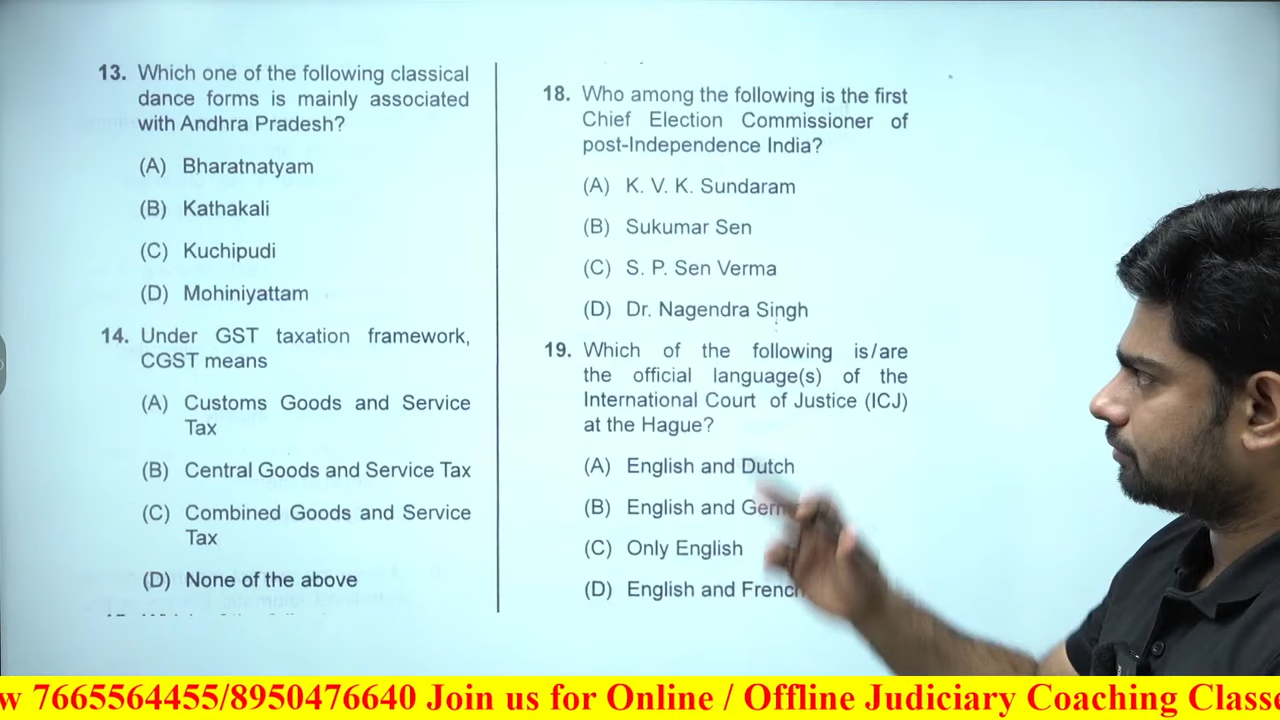 13. Which one of the following classical
dance forms is mainly associated
with Andhra Pradesh?
(A) Bharatnatyam
(B) Kathakali
(C) Kuchipudi
(D) Mohiniyattam
14. Under GST taxation framework,
CGST means
(A) Customs Goods and Service
Tax
(B) Central Goods and Service Tax
(C) Combined Goods and Service
Tax
(D) None of the above
18. Who among the following is the first
Chief Election Commissioner of
post-Independence India?
(A) K. V. K. Sundaram
(B) Sukumar Sen
(C) S. P. Sen Verma
(D) Dr. Nagendra Singh
19. Which of the following is/are
the official language(s) of the
International Court of Justice (ICJ)
at the Hague?
(A) English and Dutch
(B) English and
(C) Only English
(D) English and French
7665564455/8950476640 Join us for Online / Offline Judiciary Coaching